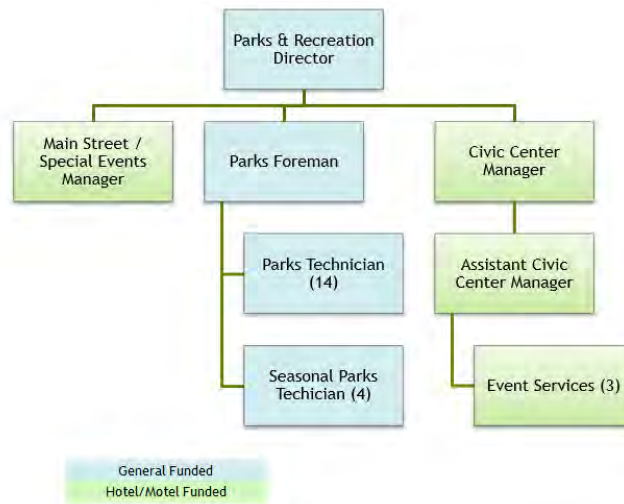 Parks & Recreation
Director
Main Street /
Special Events
Manager
Parks Foreman
Civic Center
Manager
Parks Technician
(14)
Assistant Civic
Center Manager
Seasonal Parks
Techician (4)
Event Services (3)
General Funded
Hotel/Motel Funded